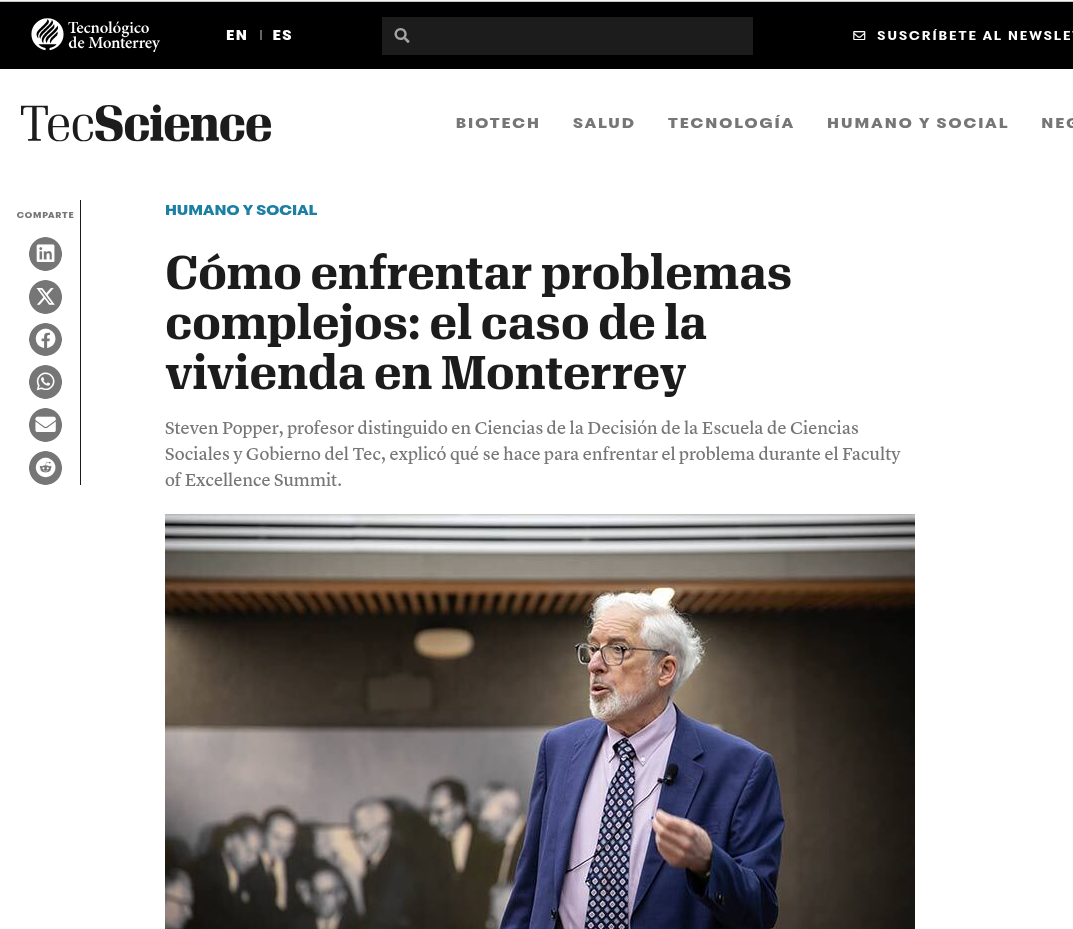 Tecnológico
de Monterrey
EN | ES
SUSCRÍBETE AL NEWSLE
TecScience
BIOTECH SALUD TECNOLOGÍA HUMANO Y SOCIAL NEG
COMPARTE
HUMANO Y SOCIAL
Cómo enfrentar problemas
complejos: el caso de la
vivienda en Monterrey
Steven Popper, profesor distinguido en Ciencias de la Decisión de la Escuela de Ciencias
Sociales y Gobierno del Tec, explicó qué se hace para enfrentar el problema durante el Faculty
of Excellence Summit.